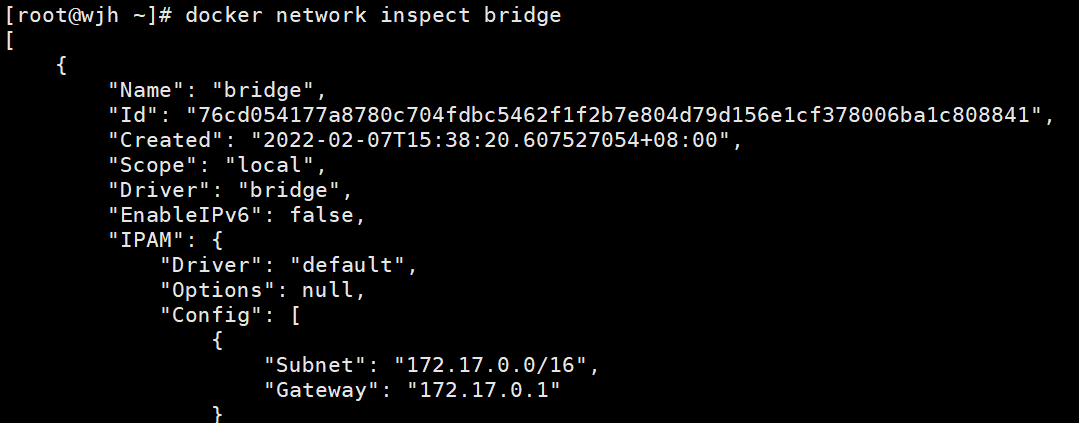 [root@wjh ~]# docker network inspect bridge
[
    {
        "Name": "bridge",
        "Id": "76cd054177a8780c704fdbc5462f1f2b7e804d79d156e1cf378006ba1c808841",
        "Created": "2022-02-07T15:38:20.607527054+08:00",
        "Scope": "local",
        "Driver": "bridge",
        "EnableIPv6": false,
        "IPAM": {
            "Driver": "default",
            "Options": null,
            "Config": [
                {
                    "Subnet": "172.17.0.0/16",
                    "Gateway": "172.17.0.1"
                }